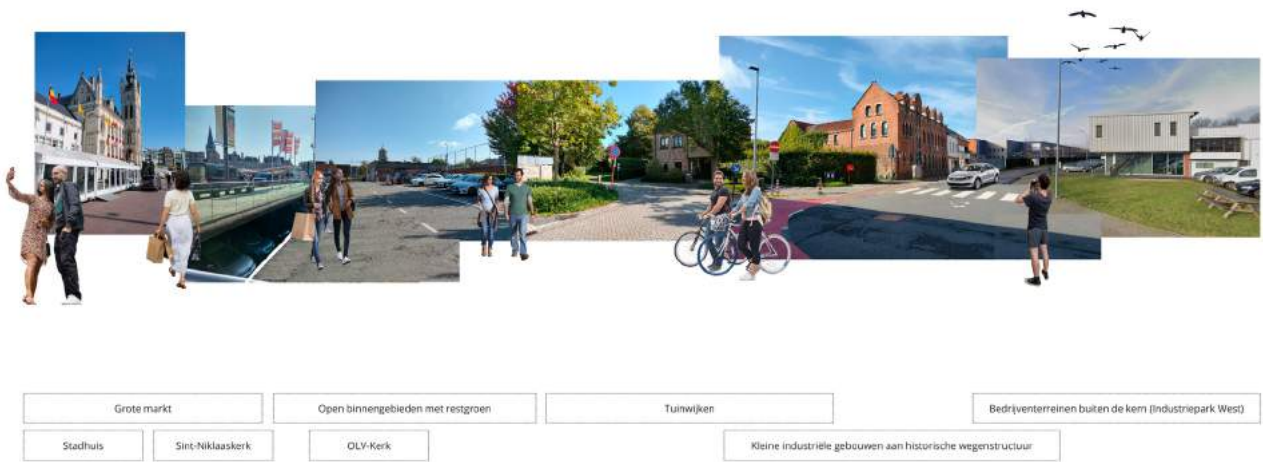 Grote markt
Open binnengebieden met restgroen
Tuinwijken
Bedrijventerreinen buiten de kern (Industriepark West)
Stadhuis
Sint-Niklaaskerk
OLV-Kerk
Kleine industriële gebouwen aan historische wegenstructuur